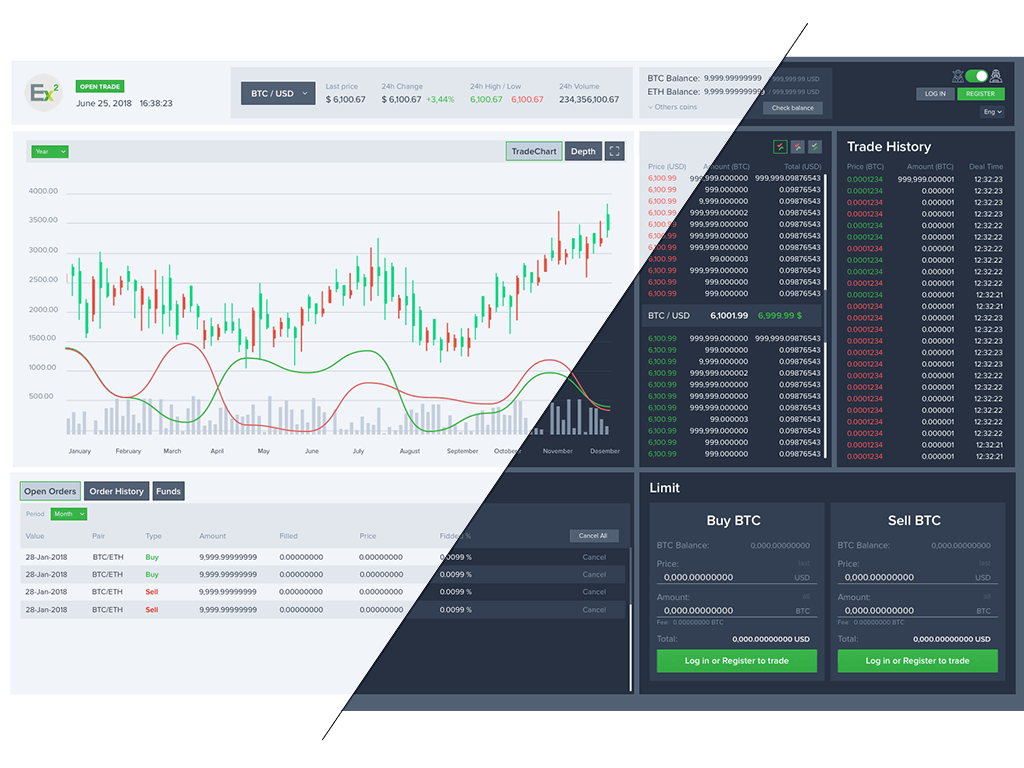 Ex2
OPEN TRADE
June 25, 2018 16:38:23
BTC / USD
Last price
$ 6,100.67
24h Change
$ 6,100.67 +3,44%
24h High / Low
6,100.67 6,100.67
24h Volume
234,356,100.67
BTC Balance: 9,999.99999999 / 999,999.99 USD
ETH Balance: 9,999.99999999 / 999,999.99 USD
Others coins
Check balance
LOG IN
REGISTER
Eng
Year
TradeChart
Depth
4000.00
3500.00
3000.00
2500.00
2000.00
1500.00
1000.00
500.00
January February March April May June July August September October November Desember
Price (USD) Amount (BTC) Total (USD)
6,100.99 999,999.000000 999,999.09876543
6,100.99 999.000000 0.09876543
6,100.99 9,999.000000 0.09876543
6,100.99 999,999.000002 0.09876543
6,100.99 999.000000 0.09876543
6,100.99 999,999.000000 0.09876543
6,100.99 999,999.000000 0.09876543
6,100.99 99.000003 0.09876543
6,100.99 999,999.000000 0.09876543
6,100.99 999.000000 0.09876543
6,100.99 999.000000 0.09876543
BTC / USD 6,1001.99 6,999.99 $
6,100.99 999,999.000000 999,999.09876543
6,100.99 999.000000 0.09876543
6,100.99 9,999.000000 0.09876543
6,100.99 999,999.000002 0.09876543
6,100.99 999,999.000000 0.09876543
6,100.99 999,999.000000 0.09876543
6,100.99 999,999.000000 0.09876543
6,100.99 99.000003 0.09876543
6,100.99 999,999.000000 0.09876543
6,100.99 999.000000 0.09876543
6,100.99 999.000000 0.09876543
Trade History
Price (BTC) Amount (BTC) Deal Time
0.0001234 999,999.000001 12:32:23
0.0001234 0.000001 12:32:23
0.0001234 0.000001 12:32:23
0.0001234 0.000001 12:32:23
0.0001234 0.000001 12:32:22
0.0001234 0.000001 12:32:22
0.0001234 0.000001 12:32:22
0.0001234 0.000001 12:32:22
0.0001234 0.000001 12:32:22
0.0001234 0.000001 12:32:22
0.0001234 0.000001 12:32:21
0.0001234 0.000001 12:32:21
0.0001234 0.000001 12:32:23
0.0001234 0.000001 12:32:23
0.0001234 0.000001 12:32:23
0.0001234 0.000001 12:32:23
0.0001234 0.000001 12:32:22
0.0001234 0.000001 12:32:22
0.0001234 0.000001 12:32:22
0.0001234 0.000001 12:32:22
0.0001234 0.000001 12:32:22
0.0001234 0.000001 12:32:22
0.0001234 0.000001 12:32:22
0.0001234 0.000001 12:32:21
0.0001234 0.000001 12:32:21
Open Orders
Order History
Funds
Period
Month
Value Pair Type Amount Filled Price Fidden % Cancel All
28-Jan-2018 BTC/ETH Buy 9,999.99999999 0.00000000 0.00000000 0.0099 % Cancel
28-Jan-2018 BTC/ETH Buy 9,999.99999999 0.00000000 0.00000000 0.0099 % Cancel
28-Jan-2018 BTC/ETH Sell 9,999.99999999 0.00000000 0.00000000 0.0099 % Cancel
28-Jan-2018 BTC/ETH Sell 9,999.99999999 0.00000000 0.00000000 0.0099 % Cancel
Limit
Buy BTC
BTC Balance: 0,000.00000000
Price: last
0,000.00000000 USD
Amount: all
0,000.00000000 BTC
Fee: 0.00000000 BTC
Total: 0,000.00000000 USD
Log in or Register to trade
Sell BTC
BTC Balance: 0,000.00000000
Price: last
0,000.00000000 USD
Amount: all
0,000.00000000 BTC
Fee: 0.00000000 BTC
Total: 0,000.00000000 USD
Log in or Register to trade